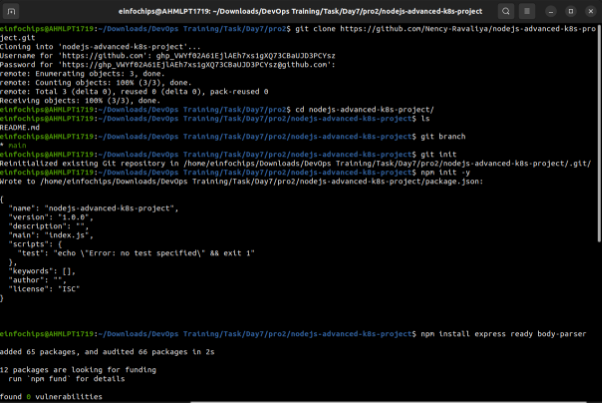 einfochips@AHMLPT1719: ~/Downloads/DevOps Training/Task/Day7/pro2/nodejs-advanced-k8s-project
einfochips@AHMLPT1719:~/Downloads/DevOps Training/Task/Day7/pro2$ git clone https://github.com/Nency-Ravaliya/nodejs-advanced-k8s-pro
ject.git
Cloning into 'nodejs-advanced-k8s-project'...
Username for 'https://github.com':
Password for 'https://
remote: Enumerating objects: 3, done.
remote: Counting objects: 100% (3/3), done.
remote: Total 3 (delta 0), reused 0 (delta 0), pack-reused 0
Receiving objects: 100% (3/3), done.
einfochips@AHMLPT1719:~/Downloads/DevOps Training/Task/Day7/pro2$ cd nodejs-advanced-k8s-project/
einfochips@AHMLPT1719:~/Downloads/DevOps Training/Task/Day7/pro2/nodejs-advanced-k8s-project$ ls
README.md
einfochips@AHMLPT1719:~/Downloads/DevOps Training/Task/Day7/pro2/nodejs-advanced-k8s-project$ git branch
* main
einfochips@AHMLPT1719:~/Downloads/DevOps Training/Task/Day7/pro2/nodejs-advanced-k8s-project$ git init
Reinitialized existing Git repository in /home/einfochips/Downloads/DevOps Training/Task/Day7/pro2/nodejs-advanced-k8s-project/.git/
einfochips@AHMLPT1719:~/Downloads/DevOps Training/Task/Day7/pro2/nodejs-advanced-k8s-project$ npm init -y
Wrote to /home/einfochips/Downloads/DevOps Training/Task/Day7/pro2/nodejs-advanced-k8s-project/package.json:
{
"name": "nodejs-advanced-k8s-project",
"version": "1.0.0",
"description": "",
"main": "index.js",
"scripts": {
"test": "echo \"Error: no test specified\" && exit 1"
},
"keywords": [],
"author": "",
"license": "ISC"
}
einfochips@AHMLPT1719:~/Downloads/DevOps Training/Task/Day7/pro2/nodejs-advanced-k8s-project$ npm install express ready body-parser
added 65 packages, and audited 66 packages in 2s
12 packages are looking for funding
run `npm fund` for details
found 0 vulnerabilities